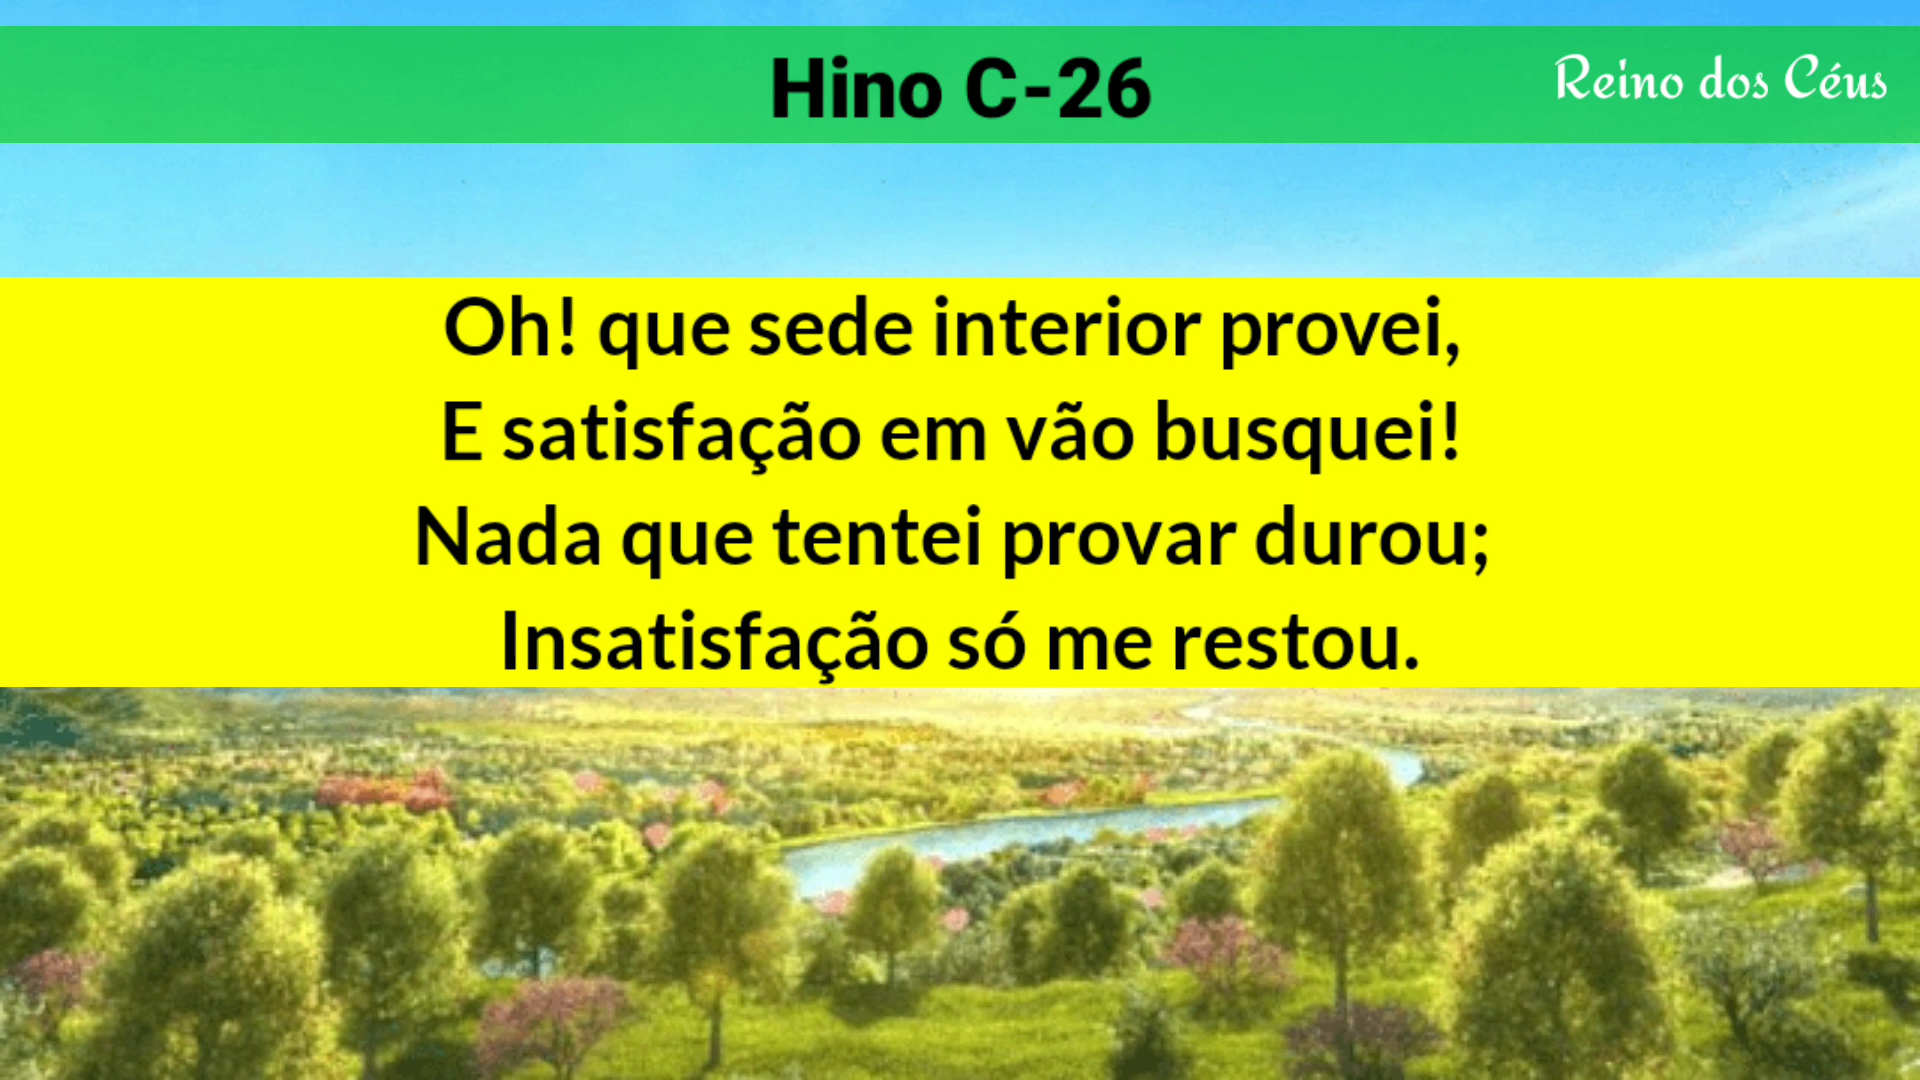 Hino C-26
Reino dos Céus
Oh! que sede interior provei,
E satisfação em vão busquei!
Nada que tentei provar durou;
Insatisfação só me restou.